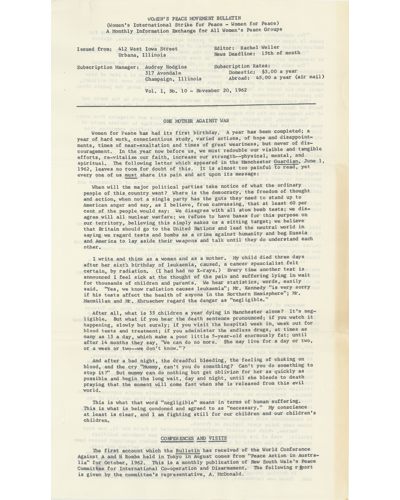 WOMEN'S PEACE MOVEMENT BULLETIN
(Women's International Strike for Peace - Women for Peace)
A Monthly Information Exchange for All Women's Peace Groups
Issued from: 412 West Iowa Street
Urbana, Illinois
Editor: Rachel Weller
News Deadline: 15th of month
Subscription Manager: Audrey Hodgins
317 Avondale
Champaign, Illinois
Subscription Rates:
Domestic: $3.00 a year
Abroad: $6.00 a year (air mail)
Vol. 1, No. 10 - November 20, 1962
ONE MOTHER AGAINST WAR
Women for Peace has had its first birthday. A year has been completed; a
year of hard work, conscientious study, varied actions, of hopes and disappoint-
ments, times of near-exaltation and times of great weariness, but never of dis-
couragement. In the year now before us, we must redouble our visible and tangible
efforts, re-vitalize our faith, increase our strength--physical, mental, and
spiritual. The following letter which appeared in the Manchester Guardian, June 1,
1962, leaves no room for doubt of this. It is almost too painful to read, yet
every one of us must share its pain and act upon its message:
When will the major political parties take notice of what the ordinary
people of this country want? Where is the democracy, the freedom of thought
and action, when not a single party has the guts they need to stand up to
American anger and say, as I believe, from canvassing, that at least 60 per
cent of the people would say: We disagree with all atom bomb tests; we dis-
agree with all nuclear warfare; we refuse to have bases for this purpose on
our territory, believing this simply makes us a sitting target; we believe
that Britain should go to the United Nations and lead the neutral world in
saying we regard tests and bombs as a crime against humanity and beg Russia
and America to lay aside their weapons and talk until they do understand each
other.
I write and think as a woman and as a mother. My child died three days
after her sixth birthday of leukaemia, caused, a cancer specialist felt
certain, by radiation. (I had had no X-rays.) Every time another test is
announced I feel sick at the thought of the pain and suffering lying in wait
for thousands of children and parents. We hear statistics, words, easily
said, "Yes, we know radiation causes leukaemia"; Mr. Kennedy "is very sorry
if his tests affect the health of anyone in the Northern Hemisphere"; Mr.
Macmillan and Mr. Khruschev regard the danger as "negligible."
After all, what is 35 children a year dying in Manchester alone? It's neg-
ligible. But what if you hear the death sentence pronounced; if you watch it
happening, slowly but surely; if you visit the hospital week in, week out for
blood tests and treatment; if you administer the endless drugs, at times as
many as 13 a day, which make a poor little 5-year-old enormously fat; until
after 14 months they say, "We can do no more. She may live for a day or two,
or a week or two--we don't know."?
And after a bad night, the dreadful bleeding, the feeling of choking on
blood, and the cry "Mummy, can't you do something? Can't you do something to
stop it?" But mummy can do nothing but get oblivion for her as quickly as
possible and begin the long wait, day and night, until she bleeds to death
praying that the moment will come fast when she is released from this evil
world.
This is what that word "negligible" means in terms of human suffering.
This is what is being condoned and agreed to as "necessary." My conscience
at least is clear, and I am fighting still for our children and our children's
children.
CONFERENCES AND VISITS
The first account which the Bulletin has received of the World Conference
Against A and H Bombs held in Tokyo in August comes from "Peace Action in Austra-
lia" for October, 1962. This is a monthly publication of New South Wale's Peace
Committee for International Co-operation and Disarmament. The following report
is given by the committee's representative, A. McDonald.